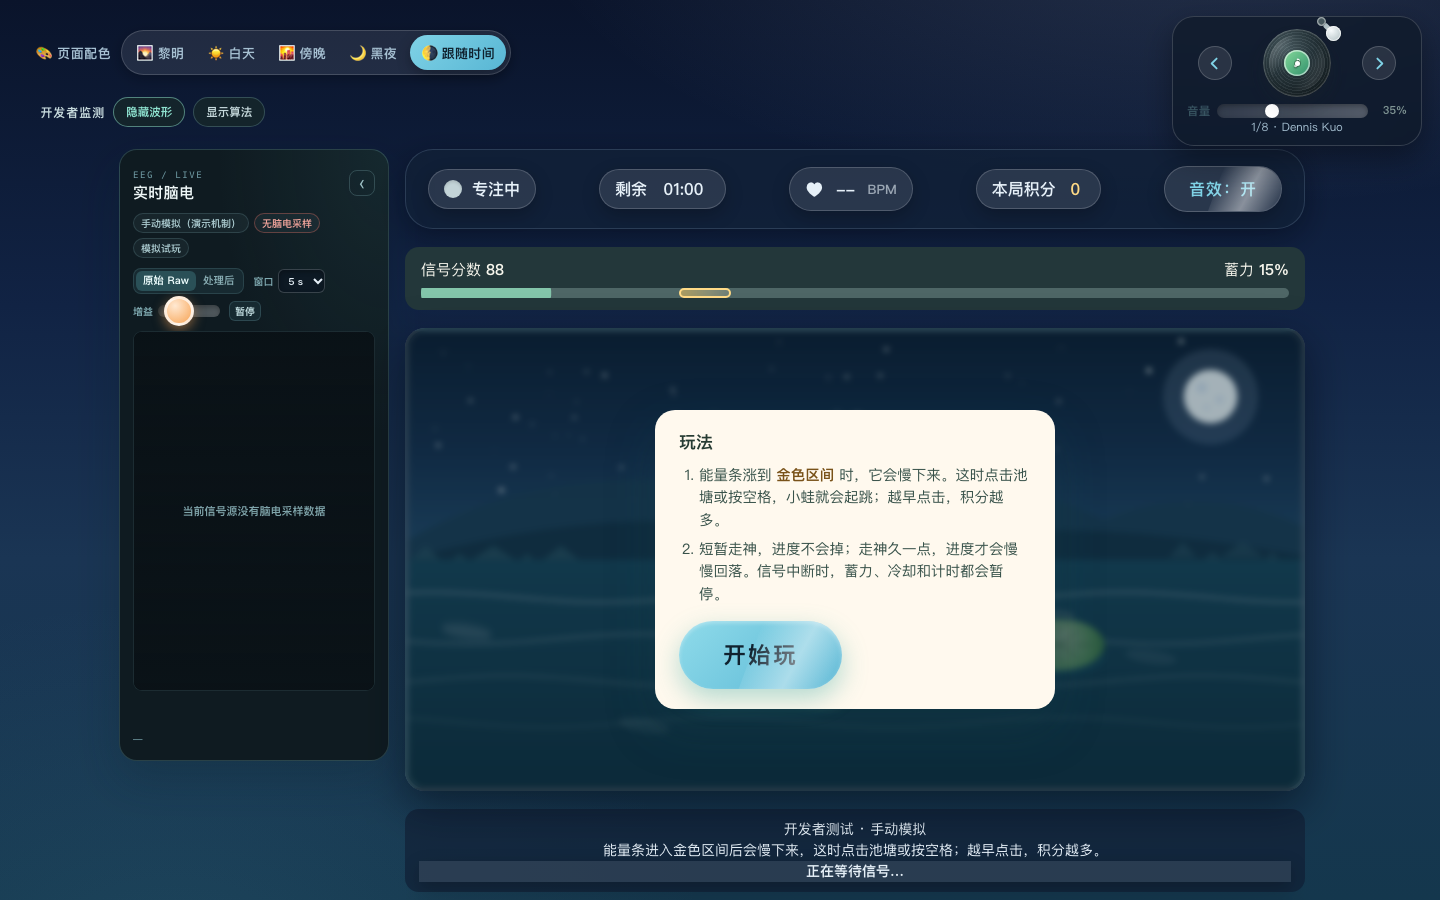 页面配色 黎明 白天 傍晚 黑夜 跟随时间
开发者监测 隐藏波形 显示算法
音量 35%
1/8 · Dennis Kuo
EEG / LIVE
实时脑电
手动模拟（演示机制） 无脑电采样
模拟试玩
原始 Raw 处理后 窗口 5 s
增益 暂停
当前信号源没有脑电采样数据
—
专注中 剩余 01:00 -- BPM 本局积分 0 音效：开
信号分数 88 蓄力 15%
玩法
1. 能量条涨到 金色区间 时，它会慢下来。这时点击池
塘或按空格，小蛙就会起跳；越早点击，积分越
多。
2. 短暂走神，进度不会掉；走神久一点，进度才会慢
慢回落。信号中断时，蓄力、冷却和计时都会暂
停。
开始玩
开发者测试 · 手动模拟
能量条进入金色区间后会慢下来，这时点击池塘或按空格；越早点击，积分越多。
正在等待信号…